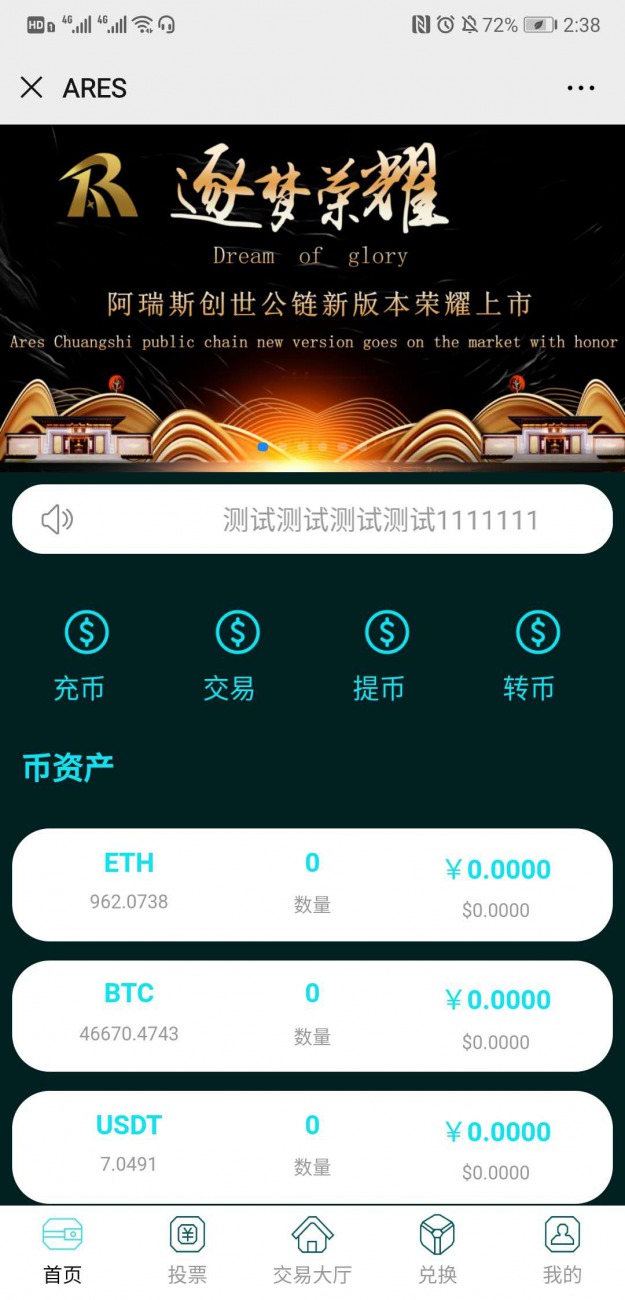 HD 1 4G 4G 72% 2:38
ARES
逐梦荣耀
Dream of glory
阿瑞斯创世公链新版本荣耀上市
Ares Chuangshi public chain new version goes on the market with honor
测试测试测试测试1111111
充币 交易 提币 转币
币资产
ETH 0 ￥0.0000
962.0738 数量 $0.0000
BTC 0 ￥0.0000
46670.4743 数量 $0.0000
USDT 0 ￥0.0000
7.0491 数量 $0.0000
首页 投票 交易大厅 兑换 我的